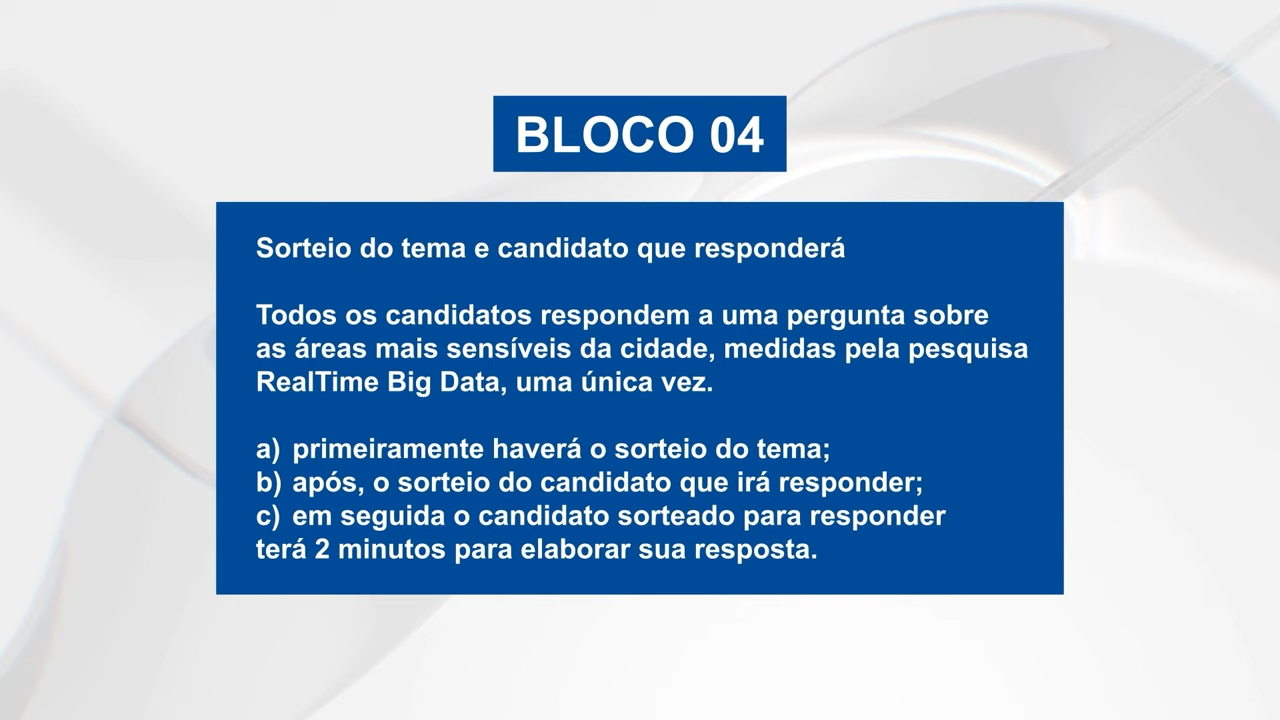 BLOCO 04
Sorteio do tema e candidato que responderá
Todos os candidatos respondem a uma pergunta sobre
as áreas mais sensíveis da cidade, medidas pela pesquisa
RealTime Big Data, uma única vez.
a) primeiramente haverá o sorteio do tema;
b) após, o sorteio do candidato que irá responder;
c) em seguida o candidato sorteado para responder
terá 2 minutos para elaborar sua resposta.